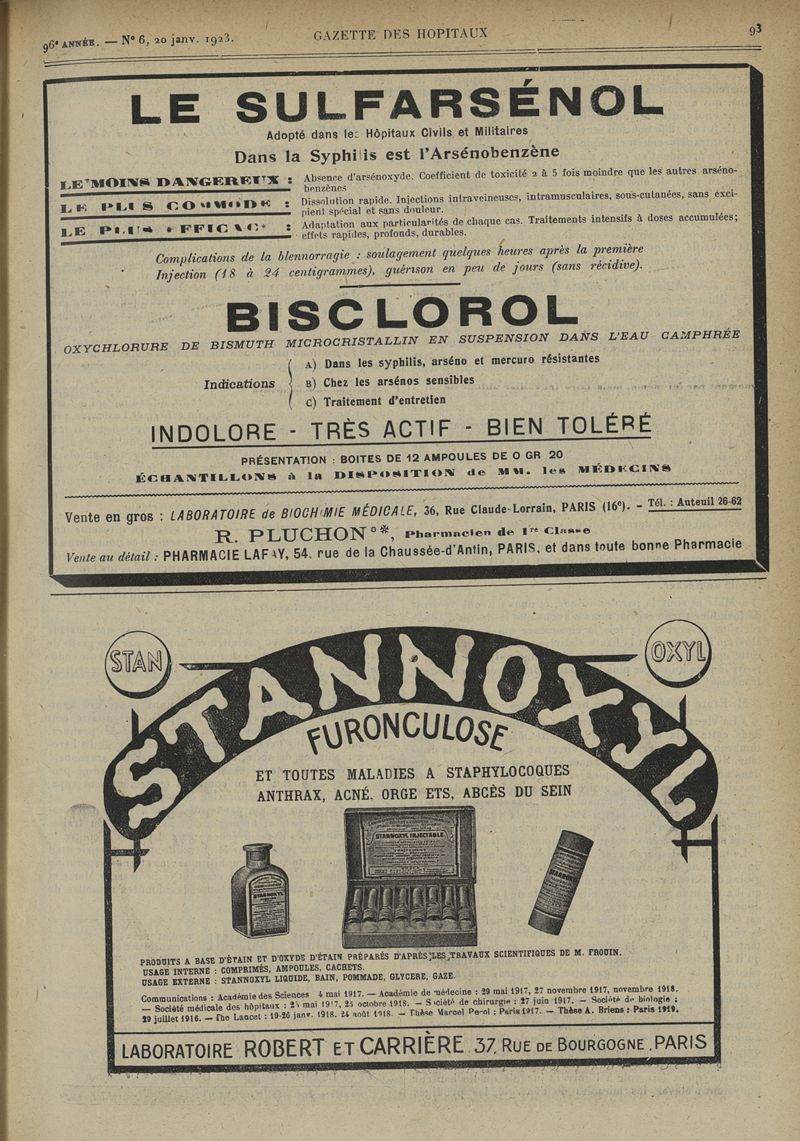 96e ANNÉE. — No 6, 20 janv. 1923.
GAZETTE DES HOPITAUX
93
LE SULFARSÉNOL
Adopté dans les Hôpitaux Civils et Militaires
Dans la Syphilis est l'Arsénobenzène
LE MOINS DANGEREUX : Absence d'arsénoxyde. Coefficient de toxicité 2 à 5 fois moindre que les autres arséno-
benzènes
LE PLUS COMMODE : Dissolution rapide. Injections intraveineuses, intramusculaires, sous-cutanées, sans exci-
pient spécial et sans douleur.
LE PLUS EFFICACE : Adaptation aux particularités de chaque cas. Traitements intensifs à doses accumulées;
effets rapides, profonds, durables.
Complications de la blennorragie : soulagement quelques heures après la première
Injection (18 à 24 centigrammes), guérison en peu de jours (sans récidive).
BISCLOROL
OXYCHLORURE DE BISMUTH MICROCRISTALLIN EN SUSPENSION DANS L'EAU CAMPHRÉE
Indications
A) Dans les syphilis, arséno et mercuro résistantes
B) Chez les arsénos sensibles
C) Traitement d'entretien
INDOLORE - TRÈS ACTIF - BIEN TOLÉRÉ
PRÉSENTATION : BOITES DE 12 AMPOULES DE 0 GR 20
ÉCHANTILLONS à la DISPOSITION de MM. les MÉDECINS
Vente en gros : LABORATOIRE de BIOCHIMIE MÉDICALE, 36, Rue Claude-Lorrain, PARIS (16e). - Tél. : Auteuil 26-62
R. PLUCHON O*, Pharmacien de 1re Classe
Vente au détail : PHARMACIE LAFAY, 54, rue de la Chaussée-d'Antin, PARIS, et dans toute bonne Pharmacie
STAN
OXYL
STANNOXYL
FURONCULOSE
ET TOUTES MALADIES A STAPHYLOCOQUES
ANTHRAX, ACNÉ, ORGE ETS, ABCÈS DU SEIN
STANNOXYL INJECTABLE
STANNOXYL
STANNOXYL
PRODUITS A BASE D'ÉTAIN ET D'OXYDE D'ÉTAIN PRÉPARÉS D'APRÈS LES TRAVAUX SCIENTIFIQUES DE M. FROUIN.
USAGE INTERNE : COMPRIMÉS, AMPOULES, CACHETS.
USAGE EXTERNE : STANNOXYL LIQUIDE, BAIN, POMMADE, GLYCERE, GAZE.
Communications : Académie des Sciences 4 mai 1917. — Académie de médecine : 29 mai 1917, 27 novembre 1917, novembre 1918.
— Société médicale des hôpitaux : 25 mai 1917, 25 octobre 1918. — Société de chirurgie : 27 juin 1917. — Société de biologie :
29 juillet 1916. — The Lancet : 19-26 janv. 1918. 24 août 1918. — Thèse Marcel Perol : Paris 1917. — Thèse A. Briens : Paris 1919.
LABORATOIRE ROBERT ET CARRIÈRE 37, RUE DE BOURGOGNE, PARIS